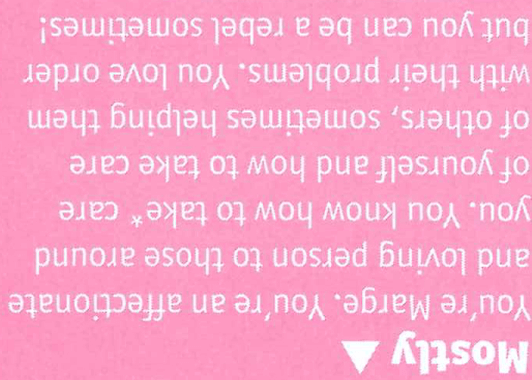 Mostly ▲
You're Marge. You're an affectionate
and loving person to those around
you. You know how to take* care
of yourself and how to take care
of others, sometimes helping them
with their problems. You love order
but you can be a rebel sometimes!